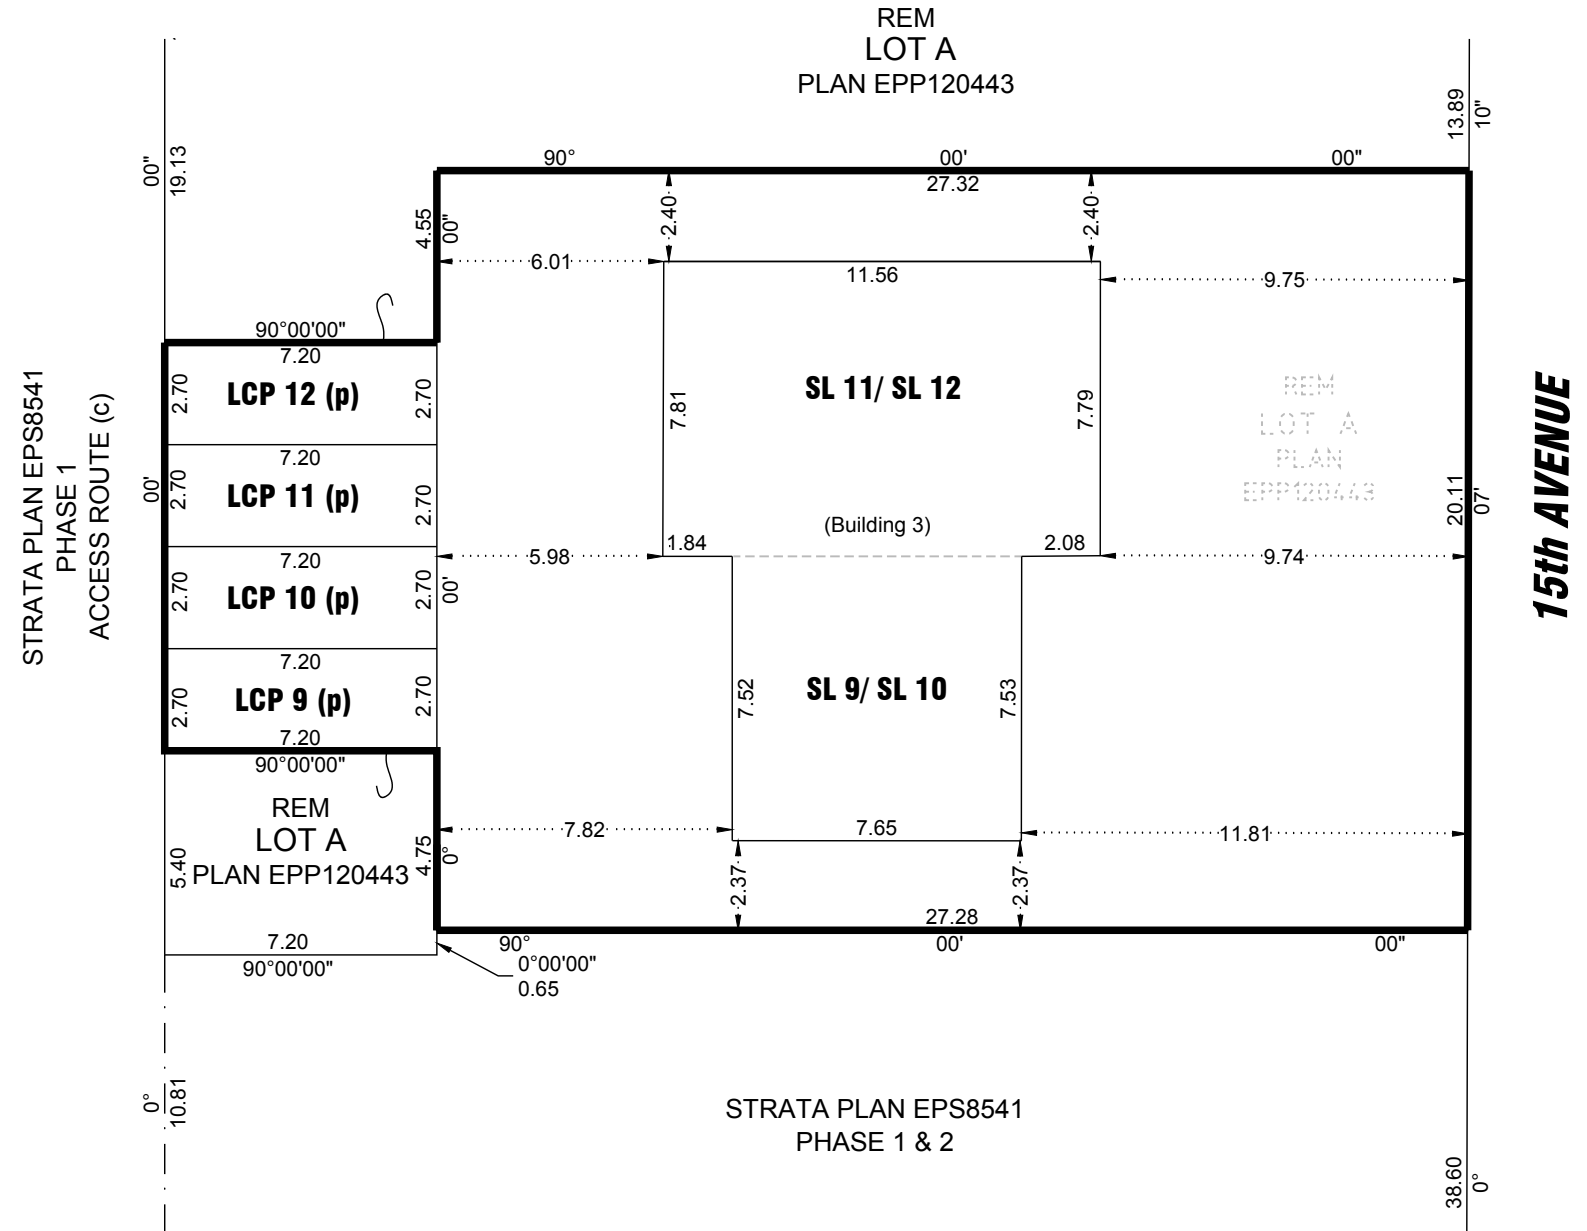 REM
LOT A
PLAN EPP120443
13.89
10"
00"
19.13
90° 00' 00"
27.32
4.55
00"
2.40
2.40
6.01
11.56
9.75
90°00'00"
7.20
2.70
LCP 12 (p)
2.70
SL 11/ SL 12
7.81
7.79
REM
LOT A
PLAN
EPP120443
STRATA PLAN EPS8541
PHASE 1
ACCESS ROUTE (c)
00'
7.20
2.70
LCP 11 (p)
2.70
20.11
07'
15th AVENUE
(Building 3)
1.84
2.08
5.98
9.74
7.20
2.70
LCP 10 (p)
2.70
00'
7.20
2.70
LCP 9 (p)
2.70
7.20
90°00'00"
7.52
SL 9/ SL 10
7.53
REM
LOT A
PLAN EPP120443
5.40
4.75
0°
7.82
7.65
11.81
2.37
2.37
27.28
90° 00' 00"
7.20
90°00'00"
0°00'00"
0.65
0°
10.81
STRATA PLAN EPS8541
PHASE 1 & 2
38.60
0°